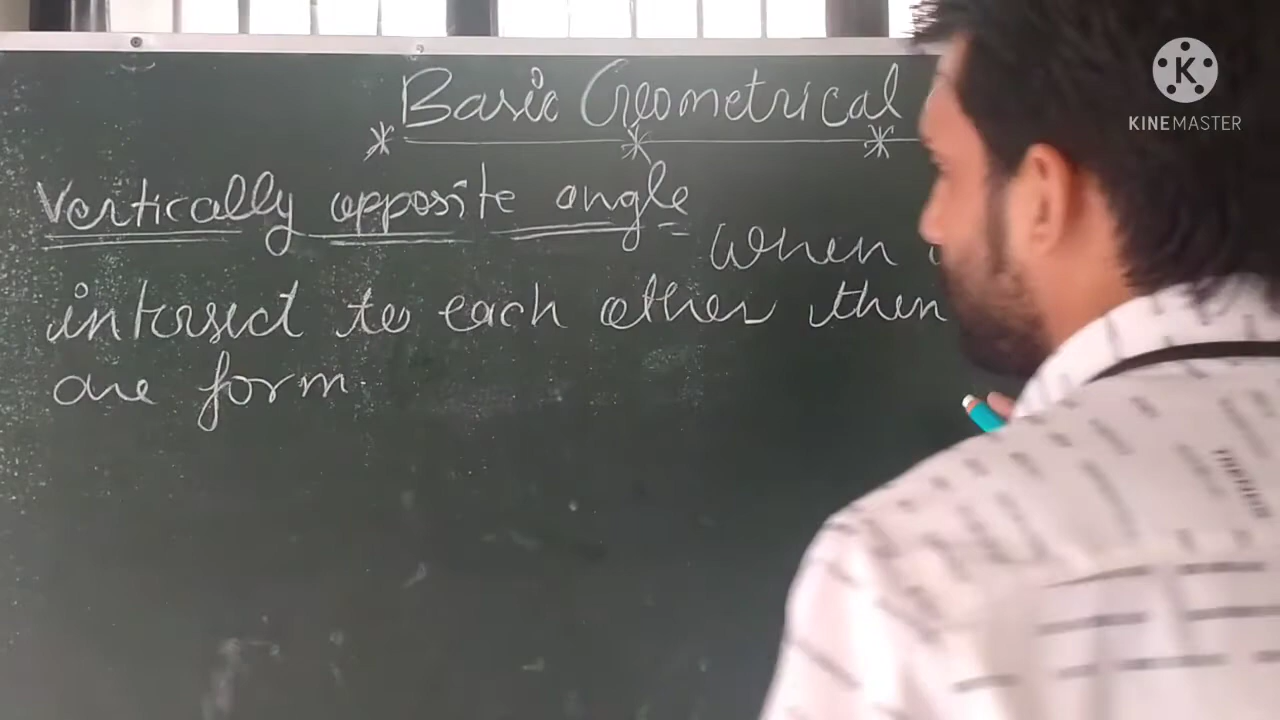 Basic Geometrical
Vertically opposite angle =
when
intersect to each other then
are form
KINEMASTER